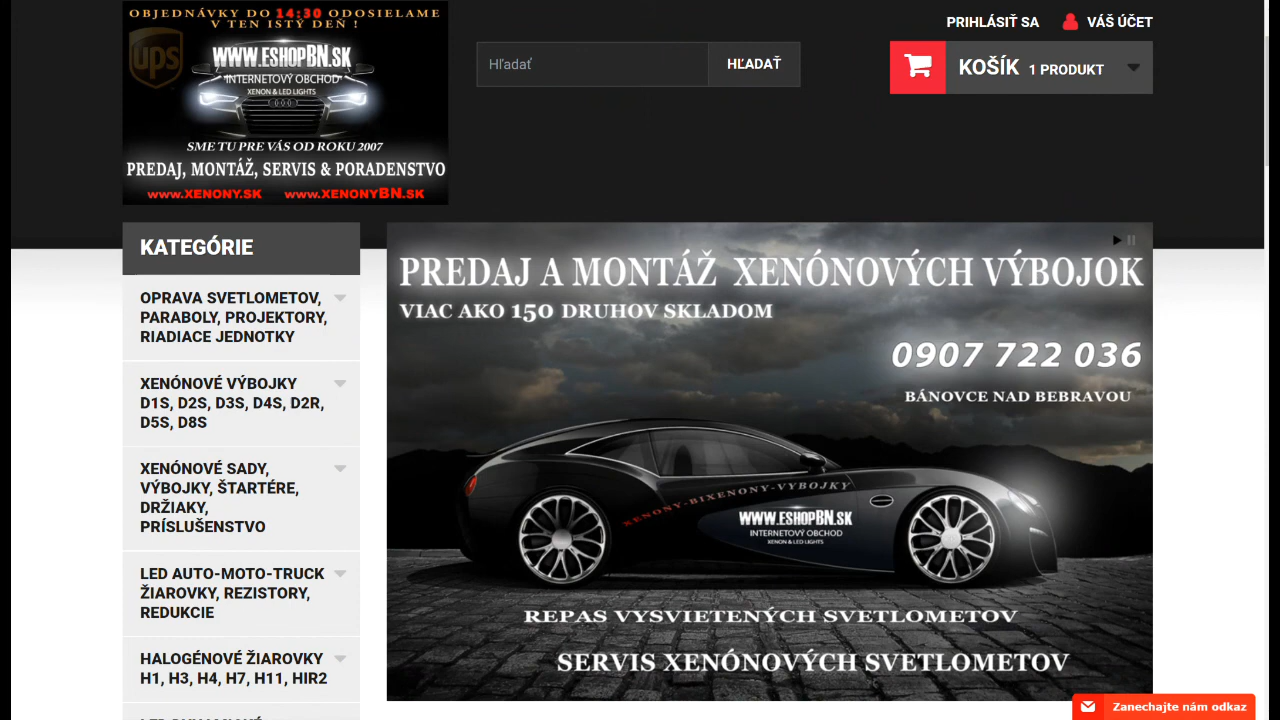 OBJEDNÁVKY DO 14:30 ODOSIELAME
V TEN ISTÝ DEŇ !
ups
WWW.ESHOPBN.SK
INTERNETOVÝ OBCHOD
XENON & LED LIGHTS
SME TU PRE VÁS OD ROKU 2007
PREDAJ, MONTÁŽ, SERVIS & PORADENSTVO
www.XENONY.SK www.XENONYBN.SK
Hľadať
HĽADAŤ
PRIHLÁSIŤ SA
VÁŠ ÚČET
KOŠÍK 1 PRODUKT
KATEGÓRIE
OPRAVA SVETLOMETOV,
PARABOLY, PROJEKTORY,
RIADIACE JEDNOTKY
XENÓNOVÉ VÝBOJKY
D1S, D2S, D3S, D4S, D2R,
D5S, D8S
XENÓNOVÉ SADY,
VÝBOJKY, ŠTARTÉRE,
DRŽIAKY,
PRÍSLUŠENSTVO
LED AUTO-MOTO-TRUCK
ŽIAROVKY, REZISTORY,
REDUKCIE
HALOGÉNOVÉ ŽIAROVKY
H1, H3, H4, H7, H11, HIR2
PREDAJ A MONTÁŽ XENÓNOVÝCH VÝBOJOK
VIAC AKO 150 DRUHOV SKLADOM
0907 722 036
BÁNOVCE NAD BEBRAVOU
XENONY-BIXENONY-VYBOJKY
WWW.ESHOPBN.SK
INTERNETOVÝ OBCHOD
XENON & LED LIGHTS
REPAS VYSVIETENÝCH SVETLOMETOV
SERVIS XENÓNOVÝCH SVETLOMETOV
Zanechajte nám odkaz